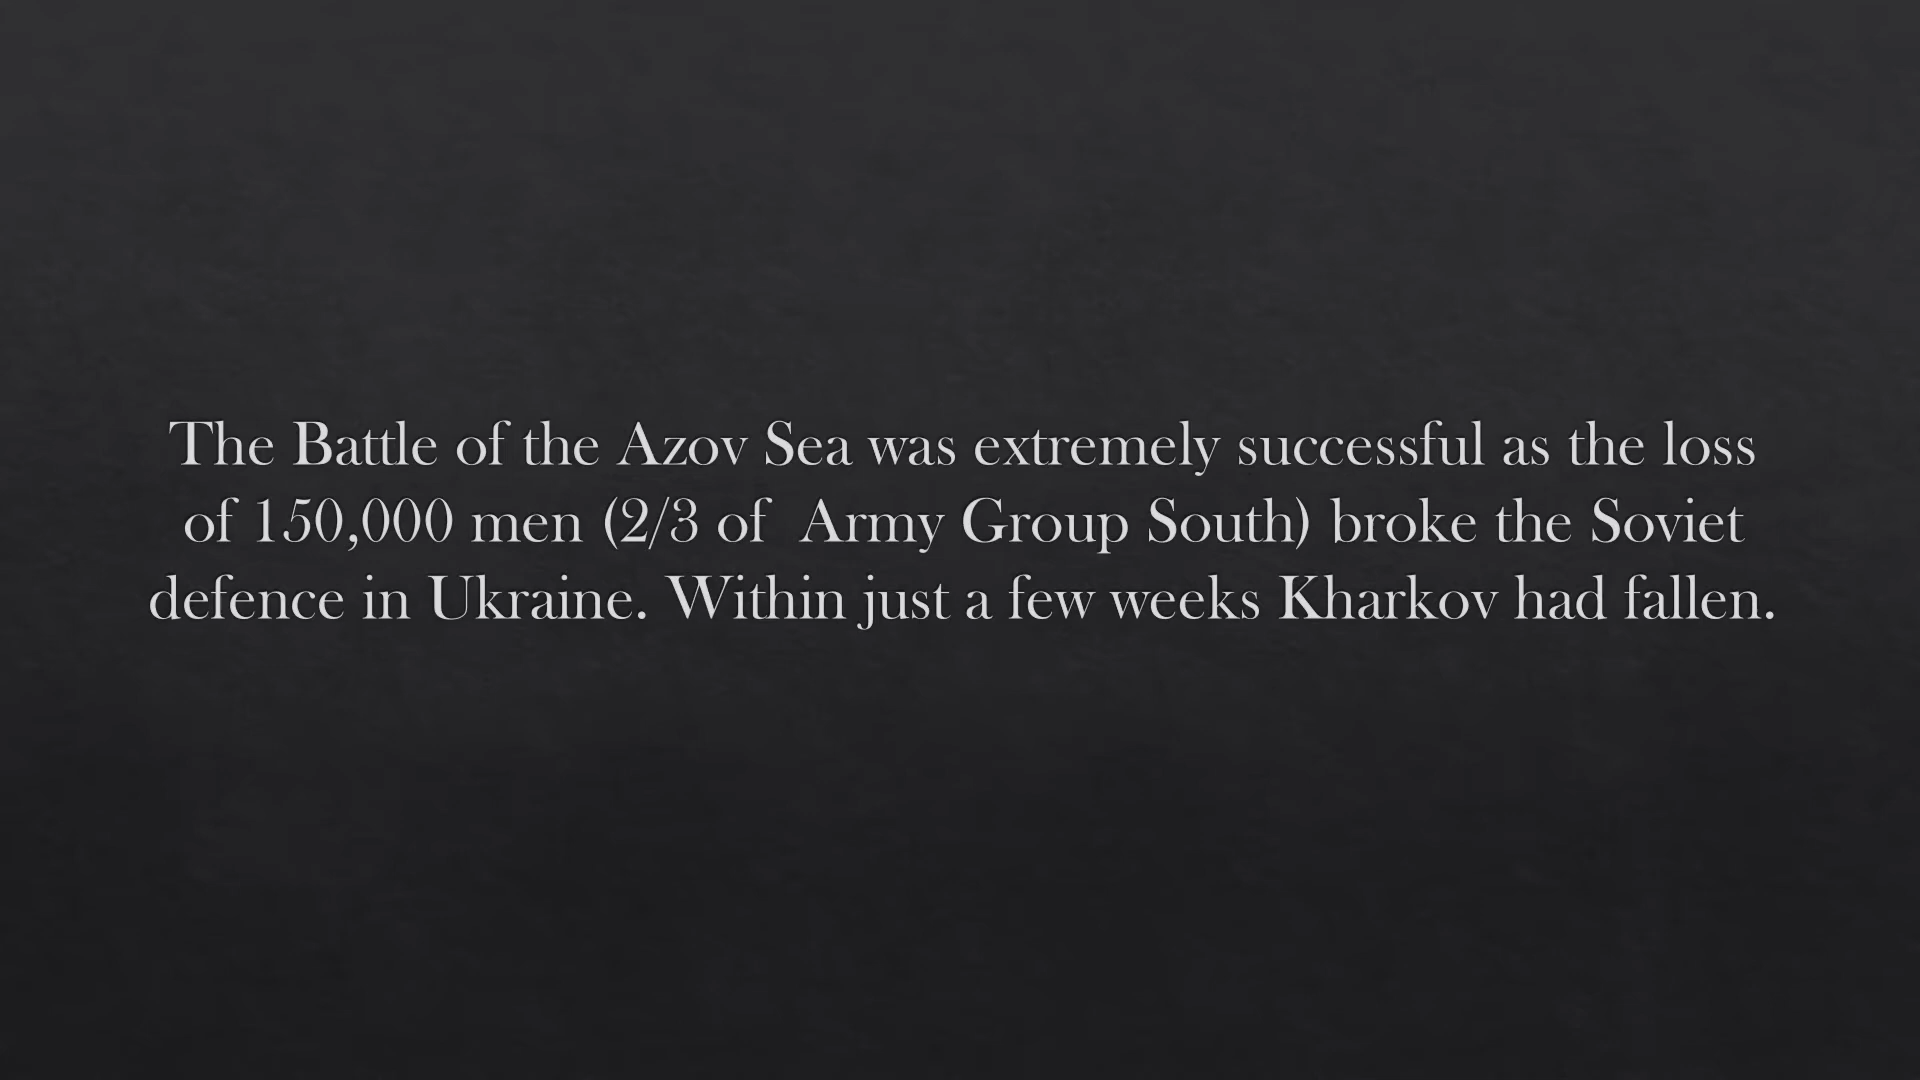 The Battle of the Azov Sea was extremely successful as the loss
of 150,000 men (2/3 of  Army Group South) broke the Soviet
defence in Ukraine. Within just a few weeks Kharkov had fallen.